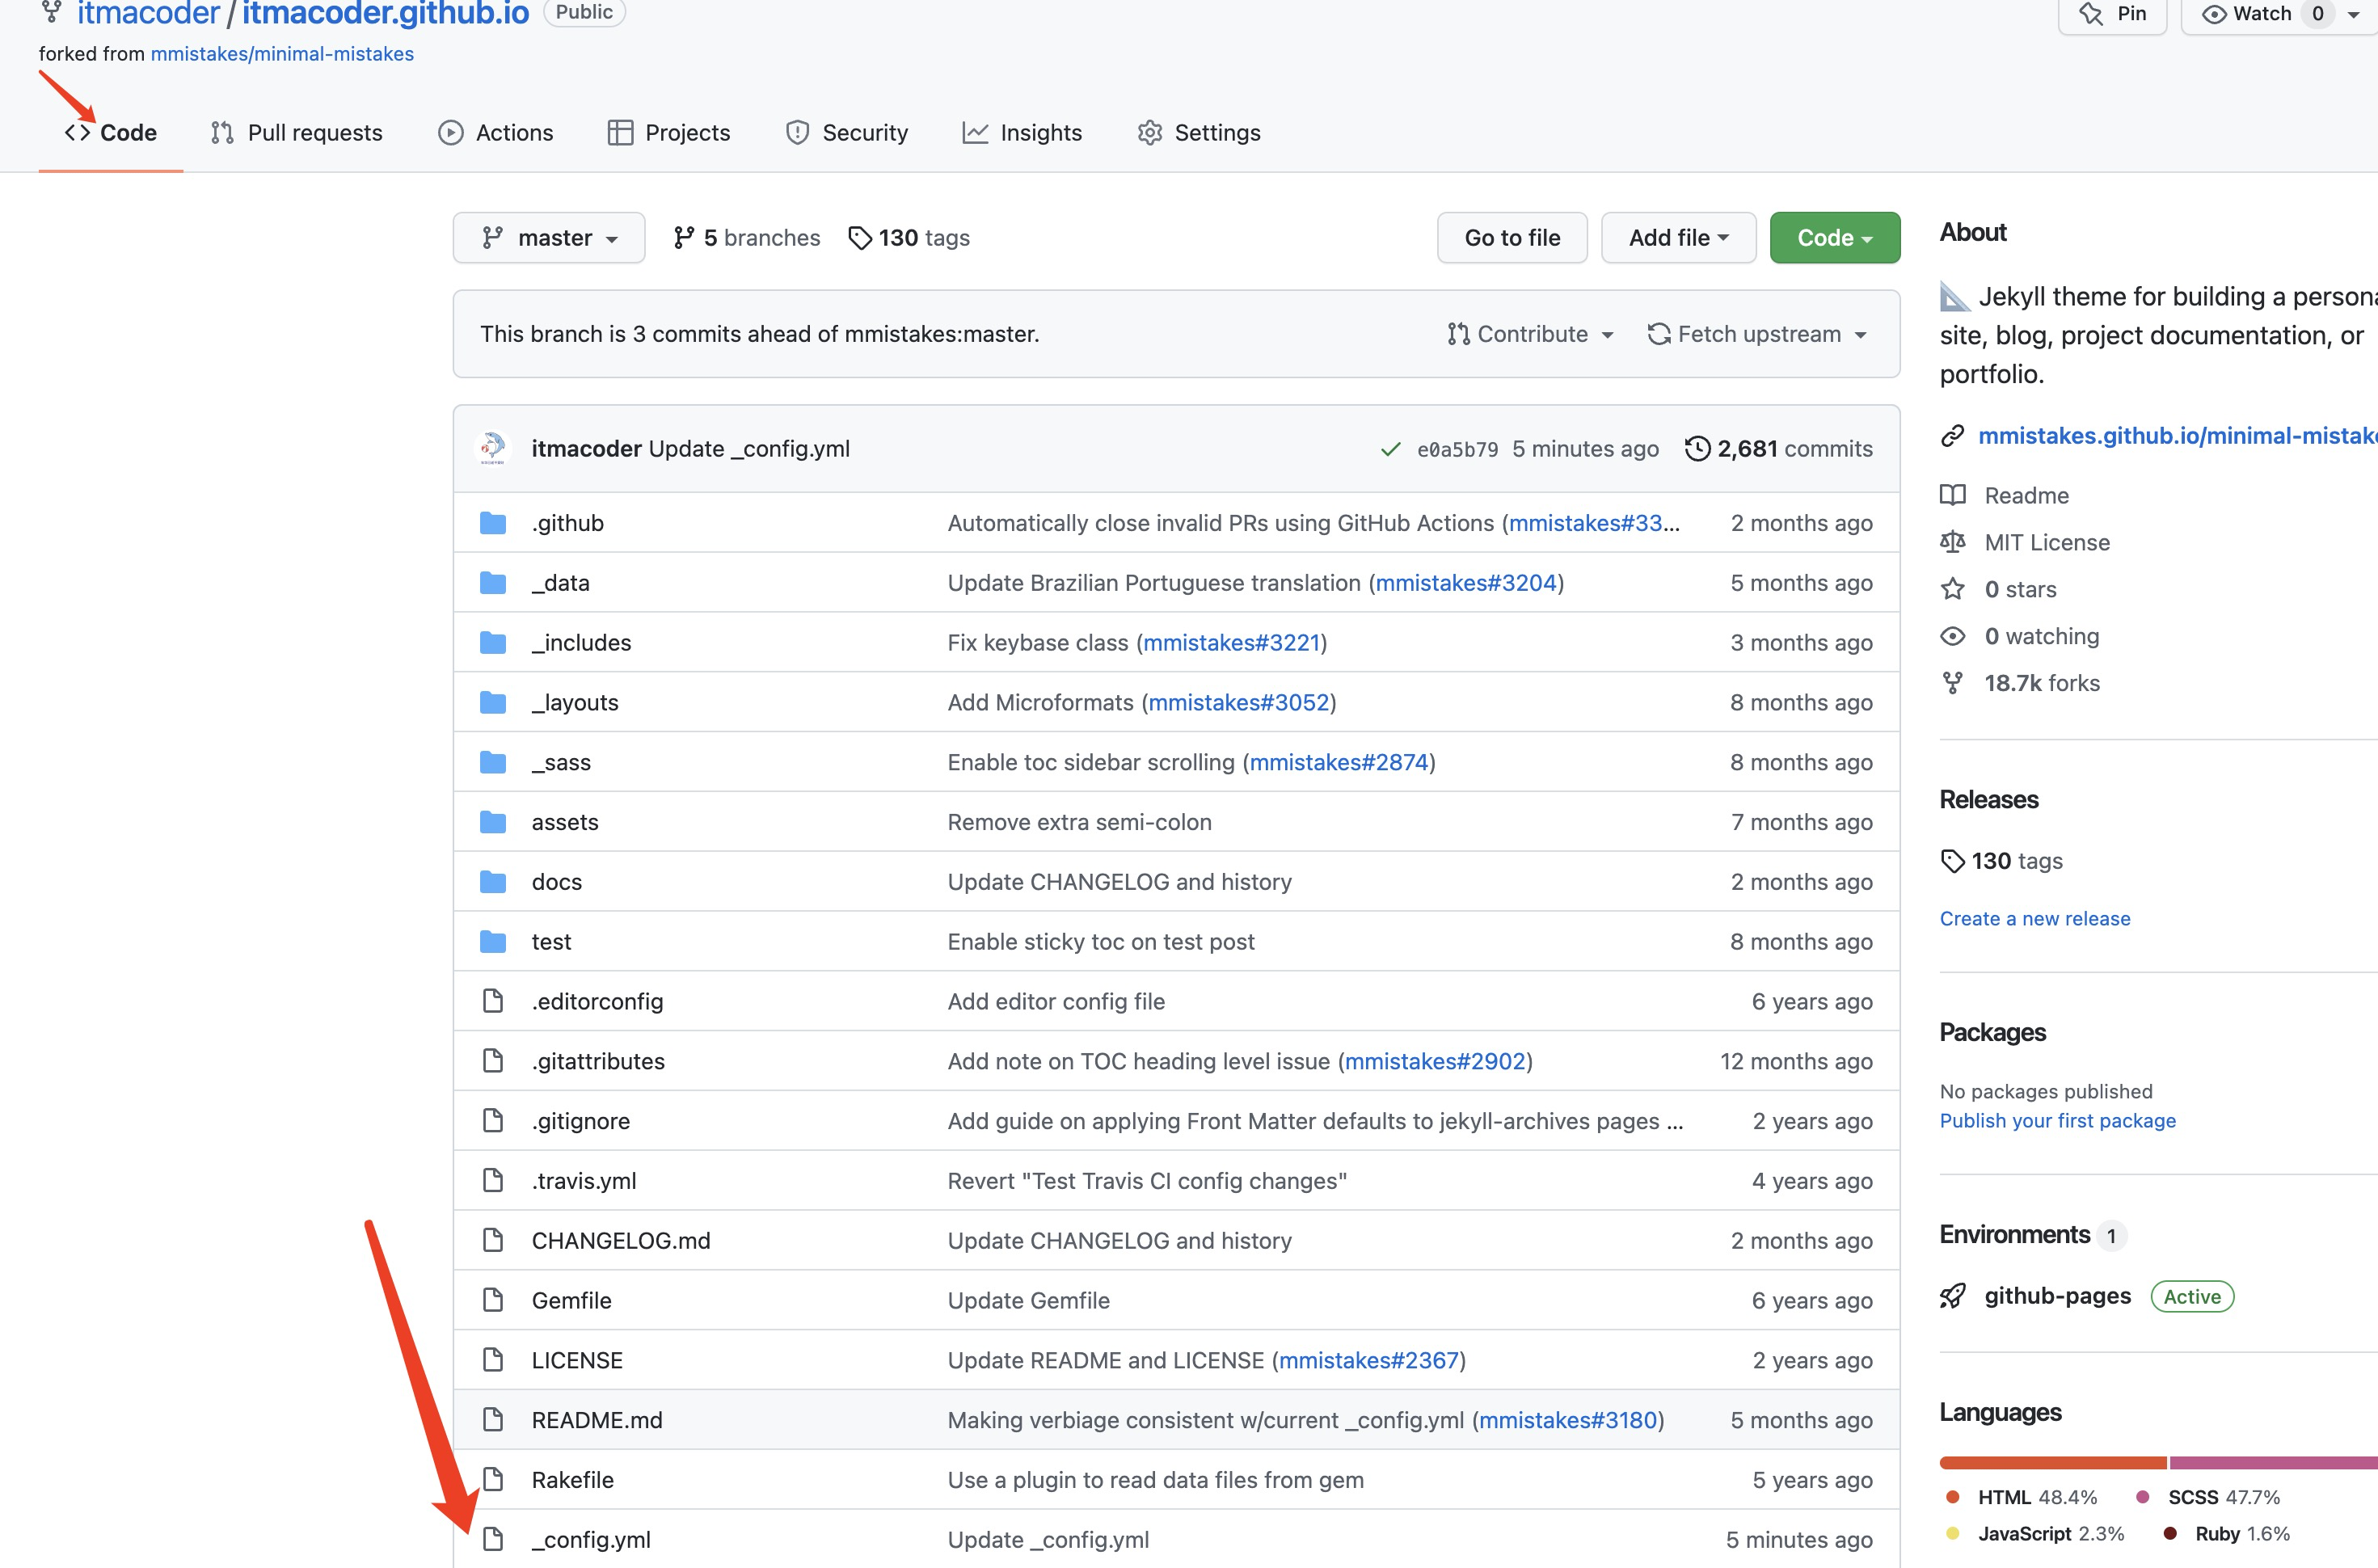 itmacoder / itmacoder.github.io Public Pin Watch 0
forked from mmistakes/minimal-mistakes
Code Pull requests Actions Projects Security Insights Settings
master 5 branches 130 tags Go to file Add file Code
This branch is 3 commits ahead of mmistakes:master. Contribute Fetch upstream
itmacoder Update _config.yml e0a5b79 5 minutes ago 2,681 commits
.github Automatically close invalid PRs using GitHub Actions (mmistakes#33... 2 months ago
_data Update Brazilian Portuguese translation (mmistakes#3204) 5 months ago
_includes Fix keybase class (mmistakes#3221) 3 months ago
_layouts Add Microformats (mmistakes#3052) 8 months ago
_sass Enable toc sidebar scrolling (mmistakes#2874) 8 months ago
assets Remove extra semi-colon 7 months ago
docs Update CHANGELOG and history 2 months ago
test Enable sticky toc on test post 8 months ago
.editorconfig Add editor config file 6 years ago
.gitattributes Add note on TOC heading level issue (mmistakes#2902) 12 months ago
.gitignore Add guide on applying Front Matter defaults to jekyll-archives pages ... 2 years ago
.travis.yml Revert "Test Travis CI config changes" 4 years ago
CHANGELOG.md Update CHANGELOG and history 2 months ago
Gemfile Update Gemfile 6 years ago
LICENSE Update README and LICENSE (mmistakes#2367) 2 years ago
README.md Making verbiage consistent w/current _config.yml (mmistakes#3180) 5 months ago
Rakefile Use a plugin to read data files from gem 5 years ago
_config.yml Update _config.yml 5 minutes ago
About
Jekyll theme for building a persona
site, blog, project documentation, or
portfolio.
mmistakes.github.io/minimal-mistake
Readme
MIT License
0 stars
0 watching
18.7k forks
Releases
130 tags
Create a new release
Packages
No packages published
Publish your first package
Environments 1
github-pages Active
Languages
HTML 48.4% SCSS 47.7%
JavaScript 2.3% Ruby 1.6%